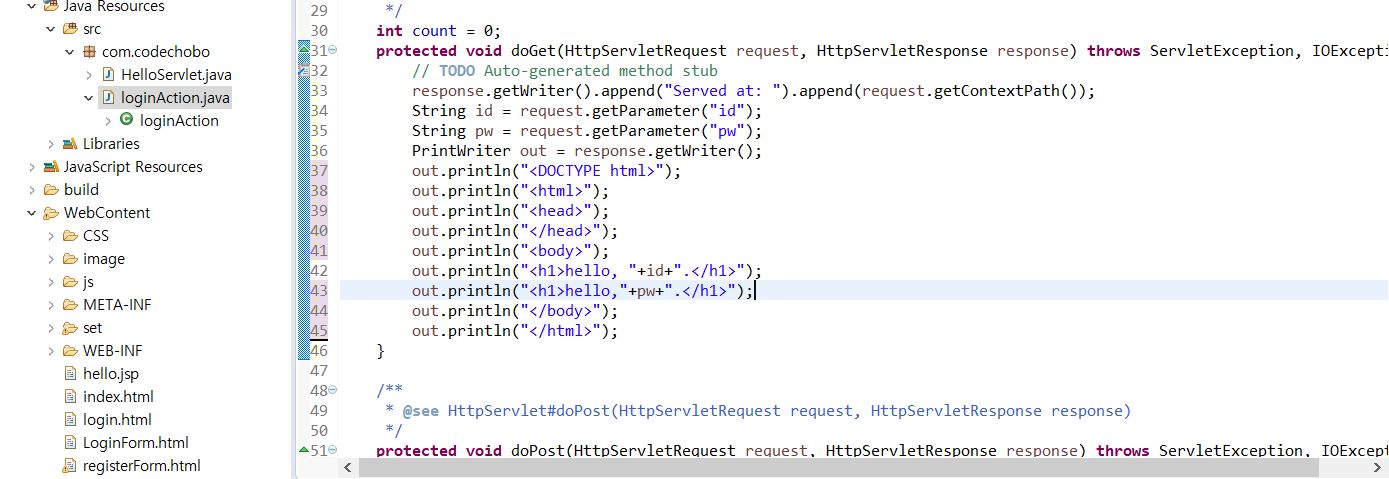 Java Resources
src
com.codechobo
HelloServlet.java
loginAction.java
loginAction
Libraries
JavaScript Resources
build
WebContent
CSS
image
js
META-INF
set
WEB-INF
hello.jsp
index.html
login.html
LoginForm.html
registerForm.html
29 */
30 int count = 0;
31 protected void doGet(HttpServletRequest request, HttpServletResponse response) throws ServletException, IOExcepti
32 // TODO Auto-generated method stub
33 response.getWriter().append("Served at: ").append(request.getContextPath());
34 String id = request.getParameter("id");
35 String pw = request.getParameter("pw");
36 PrintWriter out = response.getWriter();
37 out.println("<DOCTYPE html>");
38 out.println("<html>");
39 out.println("<head>");
40 out.println("</head>");
41 out.println("<body>");
42 out.println("<h1>hello, "+id+".</h1>");
43 out.println("<h1>hello,"+pw+".</h1>");
44 out.println("</body>");
45 out.println("</html>");
46 }
47
48 /**
49 * @see HttpServlet#doPost(HttpServletRequest request, HttpServletResponse response)
50 */
51 protected void doPost(HttpServletRequest request, HttpServletResponse response) throws ServletException, IOExcept